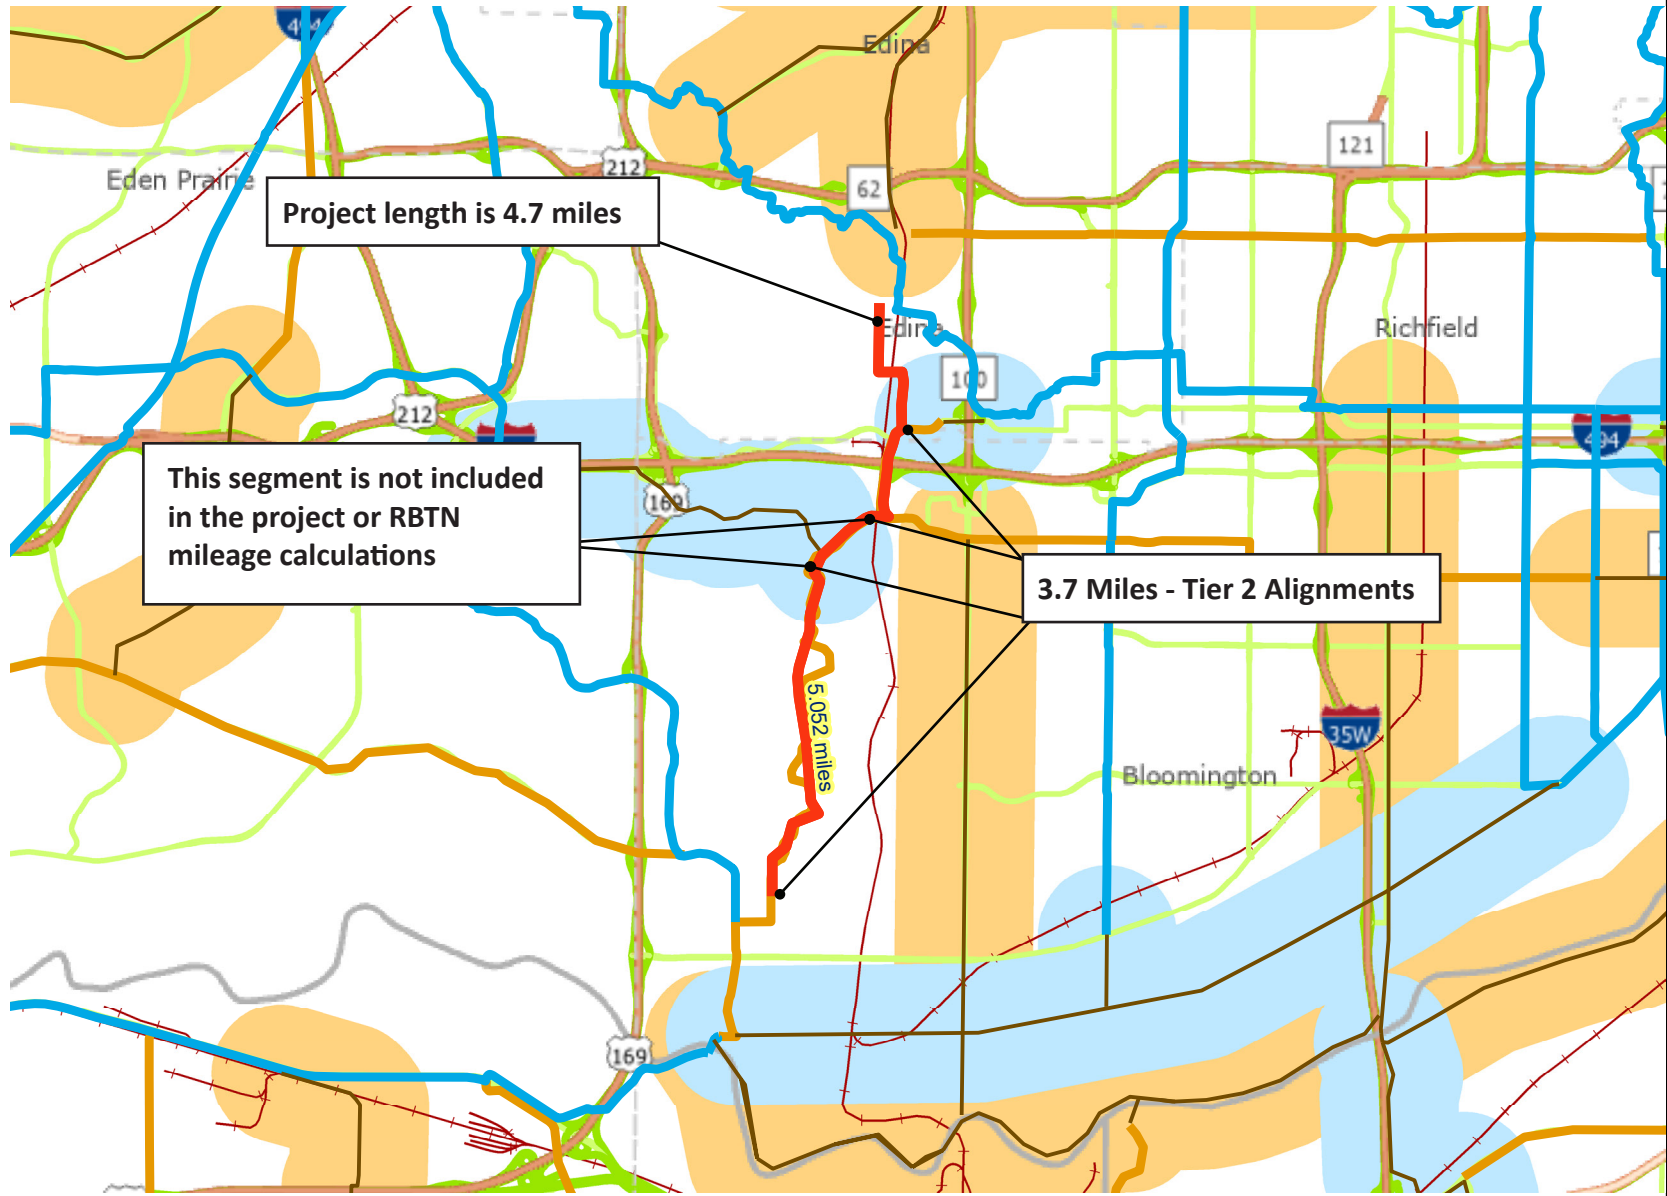 494
Edina
121
212
Eden Prairie
62
Project length is 4.7 miles
Edina
Richfield
100
212
494
This segment is not included
in the project or RBTN
mileage calculations
169
3.7 Miles - Tier 2 Alignments
5.052 miles
35W
Bloomington
169